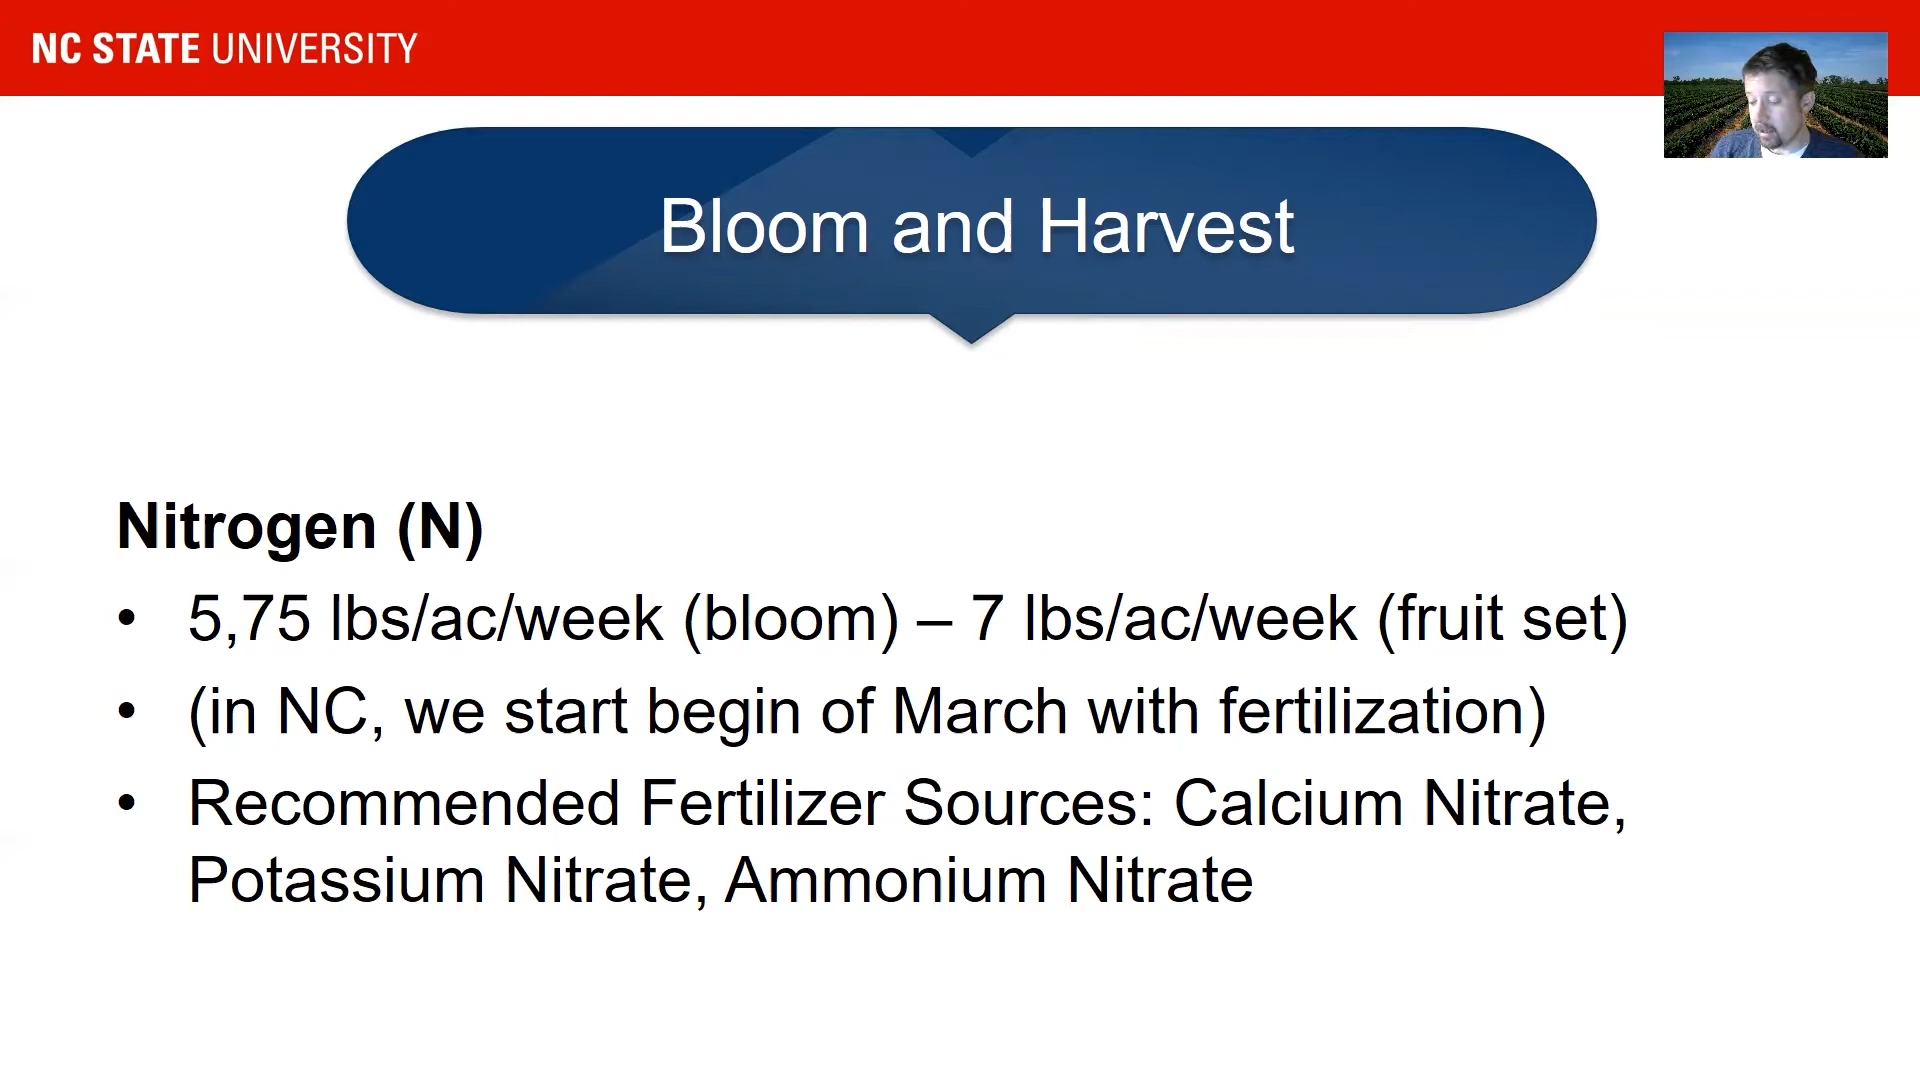 NC STATE UNIVERSITY
Bloom and Harvest
Nitrogen (N)
• 5,75 lbs/ac/week (bloom) – 7 lbs/ac/week (fruit set)
• (in NC, we start begin of March with fertilization)
• Recommended Fertilizer Sources: Calcium Nitrate,
Potassium Nitrate, Ammonium Nitrate